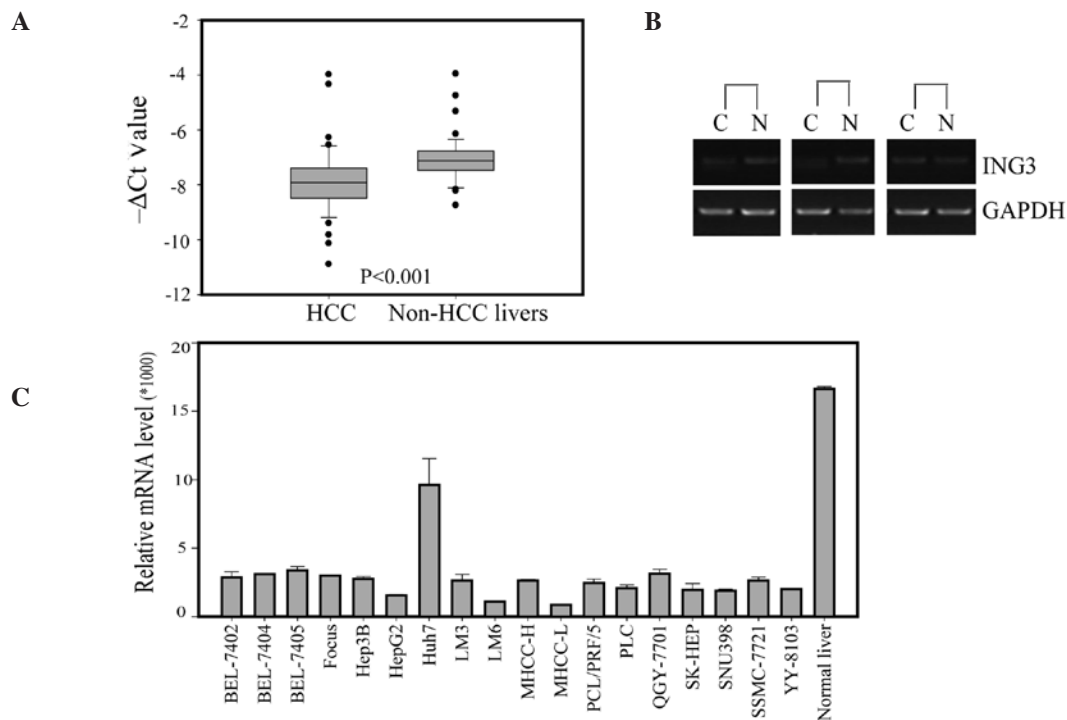 A
-2
-4
-6
-8
-10
-12
−ΔCt value
P<0.001
HCC
Non-HCC livers
B
C N
C N
C N
ING3
GAPDH
C
20
15
10
5
0
Relative mRNA level (*1000)
BEL-7402
BEL-7404
BEL-7405
Focus
Hep3B
HepG2
Huh7
LM3
LM6
MHCC-H
MHCC-L
PCL/PRF/5
PLC
QGY-7701
SK-HEP
SNU398
SSMC-7721
YY-8103
Normal liver